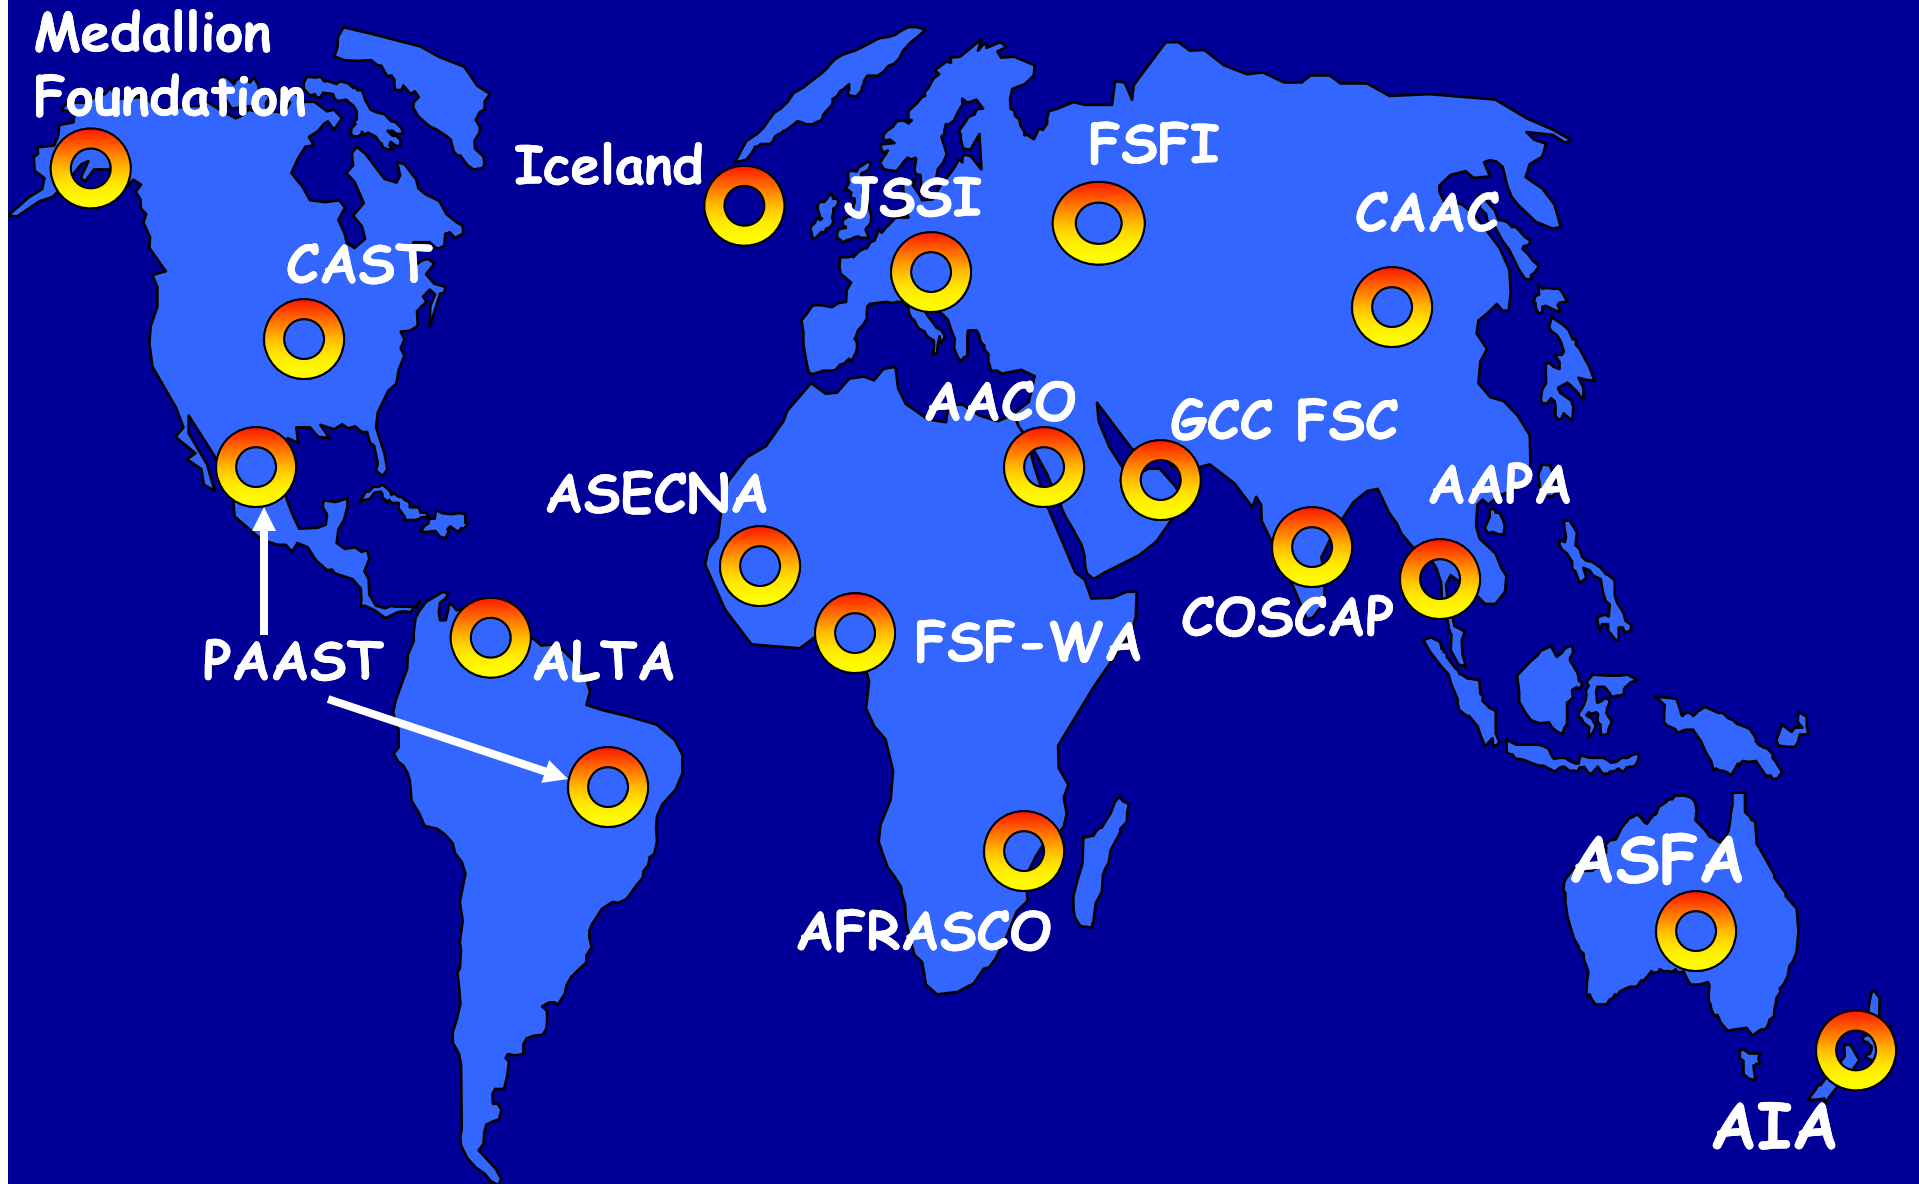 Medallion
Foundation
Iceland
FSFI
JSSI
CAAC
CAST
AACO
GCC FSC
ASECNA
AAPA
COSCAP
PAAST
ALTA
FSF-WA
ASFA
AFRASCO
AIA